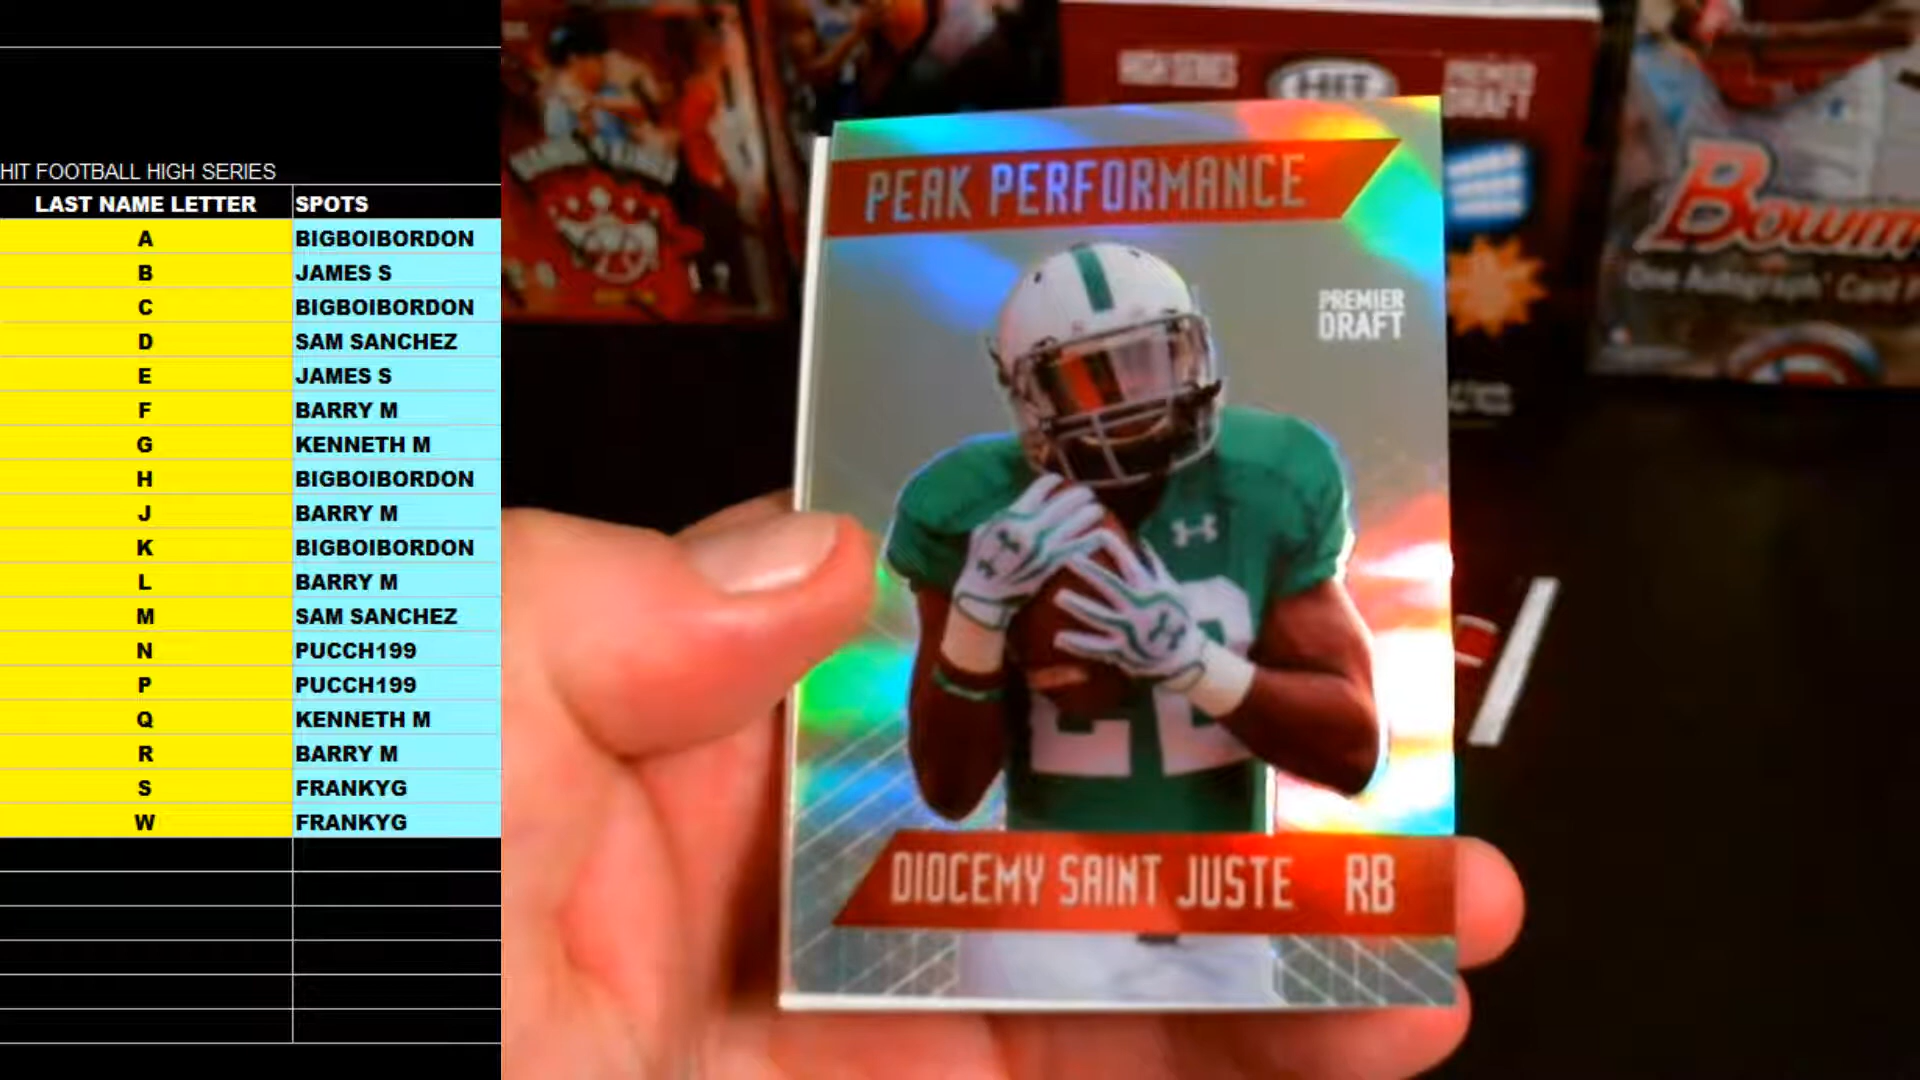 HIT FOOTBALL HIGH SERIES
LAST NAME LETTER SPOTS
A BIGBOIBORDON
B JAMES S
C BIGBOIBORDON
D SAM SANCHEZ
E JAMES S
F BARRY M
G KENNETH M
H BIGBOIBORDON
J BARRY M
K BIGBOIBORDON
L BARRY M
M SAM SANCHEZ
N PUCCH199
P PUCCH199
Q KENNETH M
R BARRY M
S FRANKYG
W FRANKYG
HIGH SERIES
HIT
PREMIER
DRAFT
Bowm
One Autograph Card P
PEAK PERFORMANCE
PREMIER
DRAFT
22
DIOCEMY SAINT JUSTE RB